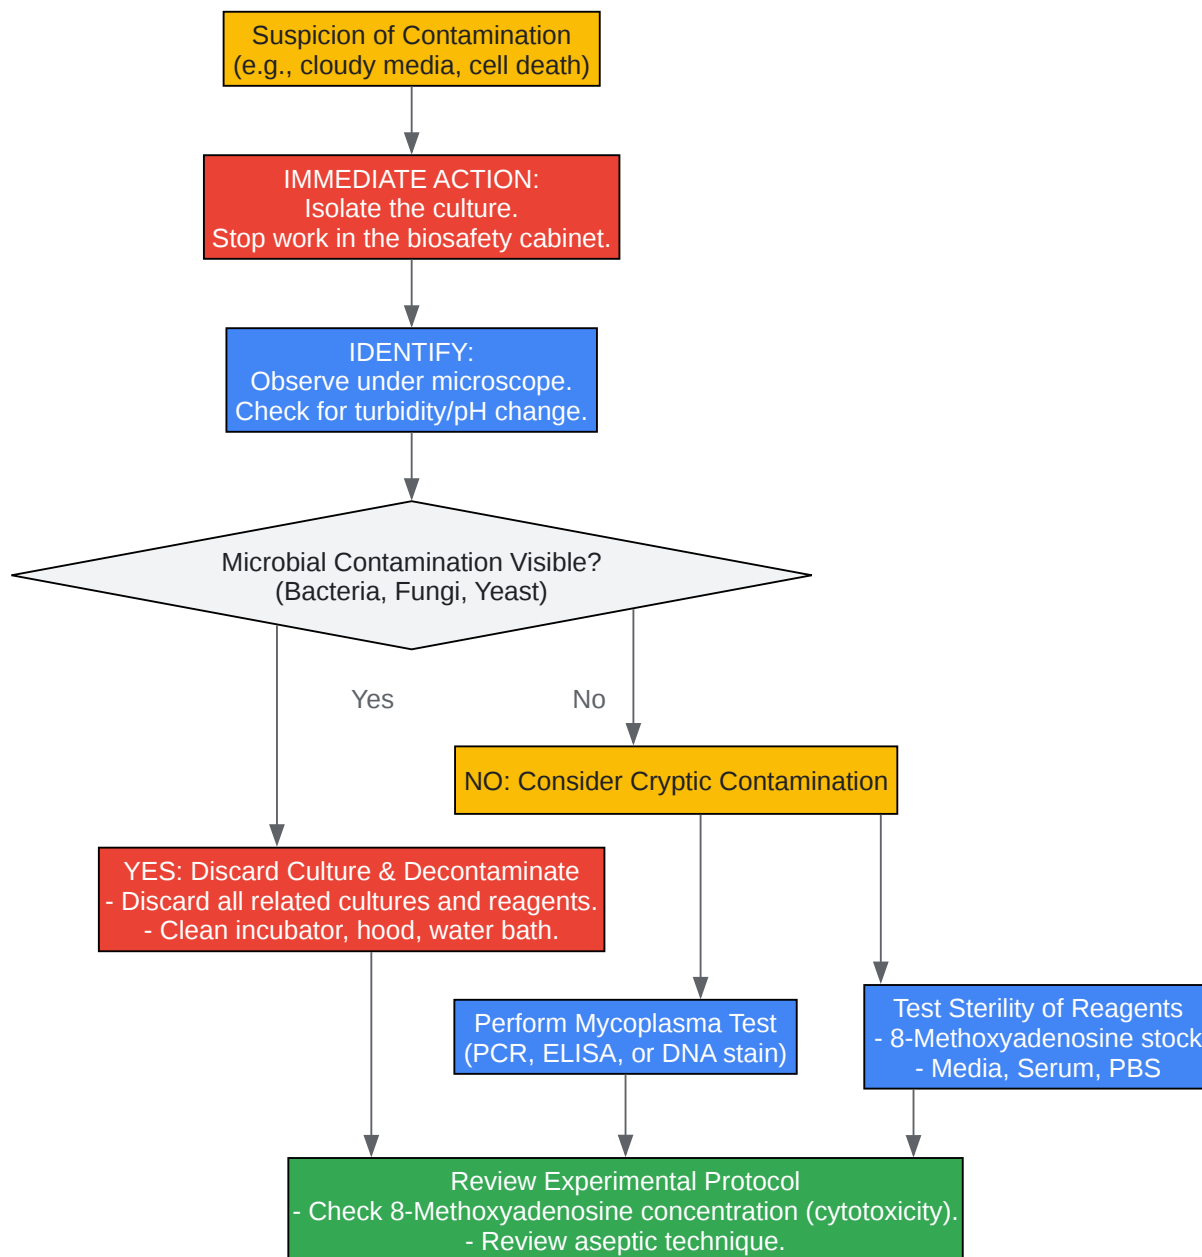 Suspicion of Contamination
(e.g., cloudy media, cell death)
IMMEDIATE ACTION:
Isolate the culture.
Stop work in the biosafety cabinet.
IDENTIFY:
Observe under microscope.
Check for turbidity/pH change.
Microbial Contamination Visible?
(Bacteria, Fungi, Yeast)
Yes
No
NO: Consider Cryptic Contamination
YES: Discard Culture & Decontaminate
- Discard all related cultures and reagents.
- Clean incubator, hood, water bath.
Perform Mycoplasma Test
(PCR, ELISA, or DNA stain)
Test Sterility of Reagents
- 8-Methoxyadenosine stock
- Media, Serum, PBS
Review Experimental Protocol
- Check 8-Methoxyadenosine concentration (cytotoxicity).
- Review aseptic technique.